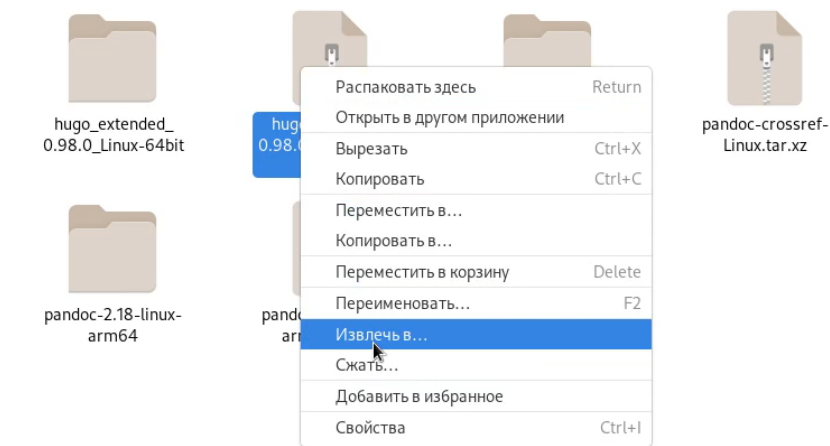 hugo_extended_
0.98.0_Linux-64bit
pandoc-crossref-
Linux.tar.xz
pandoc-2.18-linux-
arm64
Распаковать здесь Return
Открыть в другом приложении
Вырезать Ctrl+X
Копировать Ctrl+C
Переместить в...
Копировать в...
Переместить в корзину Delete
Переименовать... F2
Извлечь в...
Сжать...
Добавить в избранное
Свойства Ctrl+I